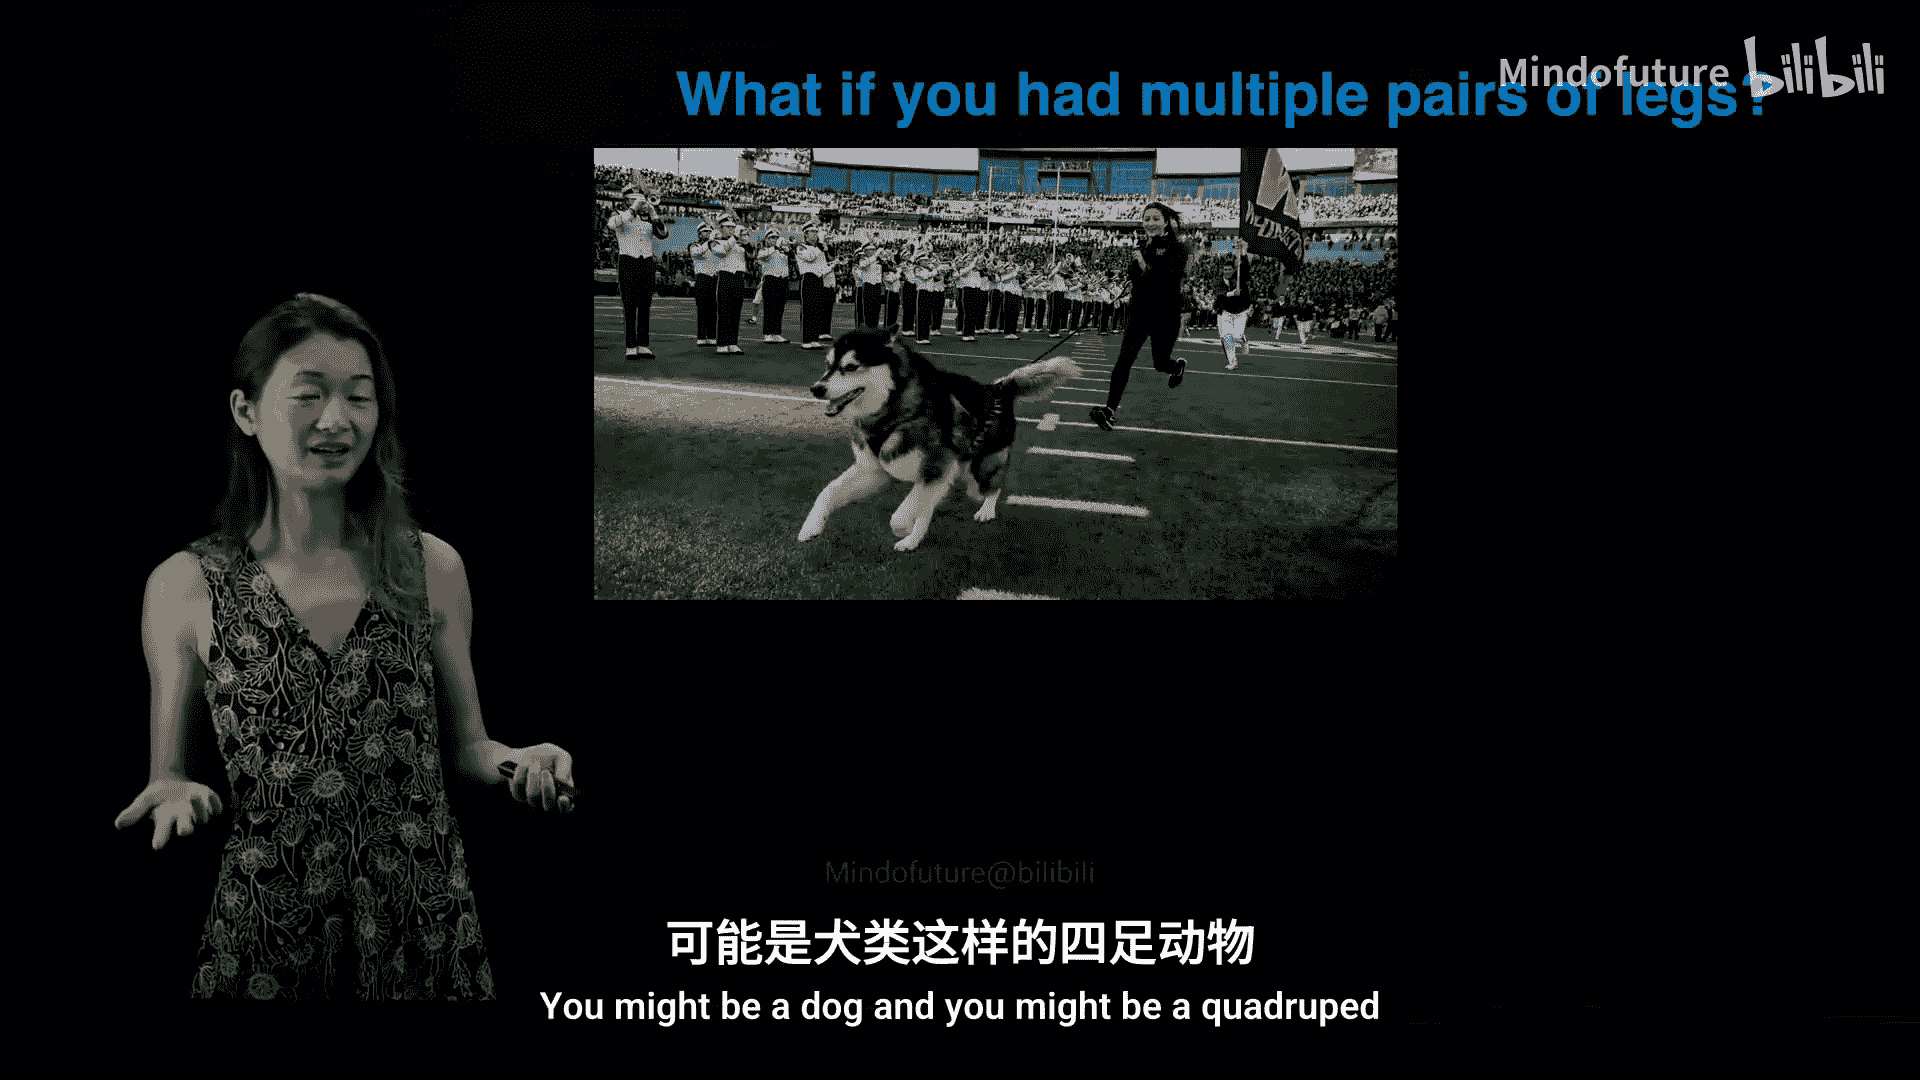 Mindofuture bilibili
What if you had multiple pairs of legs?
Mindofuture@bilibili
可能是犬类这样的四足动物
You might be a dog and you might be a quadruped